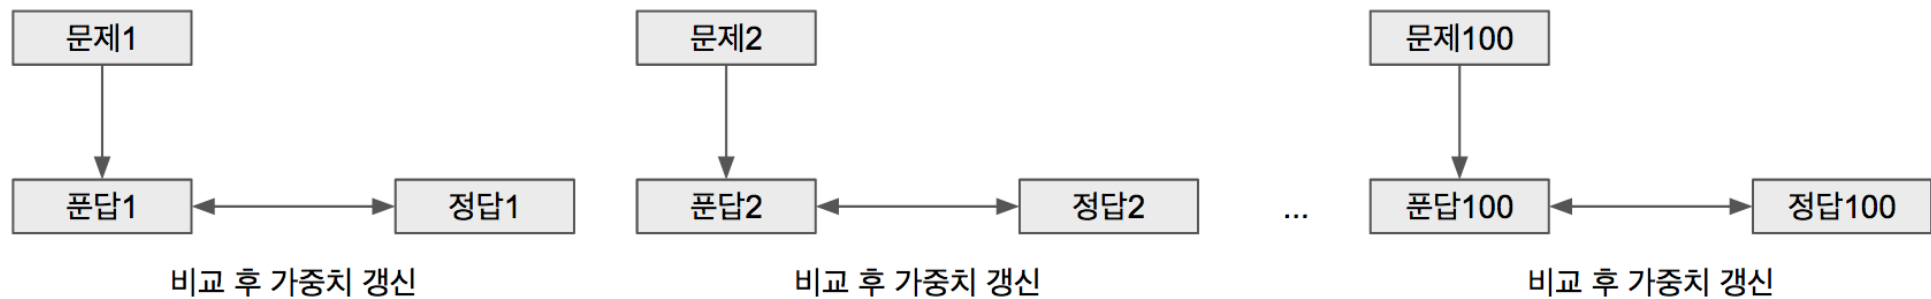 문제1
문제2
문제100
푼답1
정답1
푼답2
정답2
...
푼답100
정답100
비교 후 가중치 갱신
비교 후 가중치 갱신
비교 후 가중치 갱신